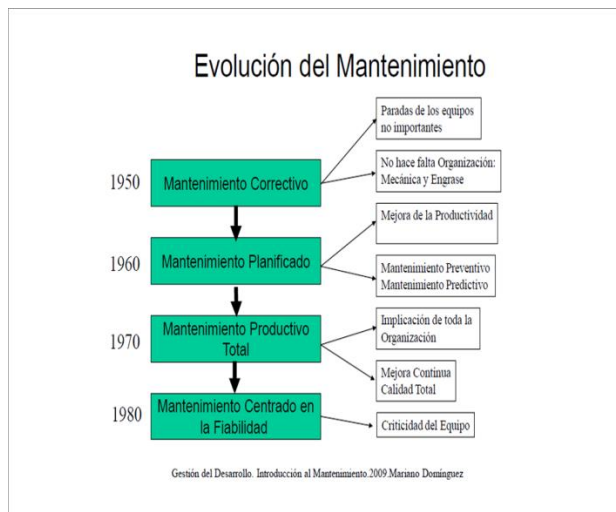 Evolución del Mantenimiento
Paradas de los equipos
no importantes
1950
Mantenimiento Correctivo
No hace falta Organización:
Mecánica y Engrase
Mejora de la Productividad
1960
Mantenimiento Planificado
Mantenimiento Preventivo
Mantenimiento Predictivo
Implicación de toda la
Organización
1970
Mantenimiento Productivo
Total
Mejora Continua
Calidad Total
1980
Mantenimiento Centrado en
la Fiabilidad
Criticidad del Equipo
Gestión del Desarrollo. Introducción al Mantenimiento.2009.Mariano Domínguez